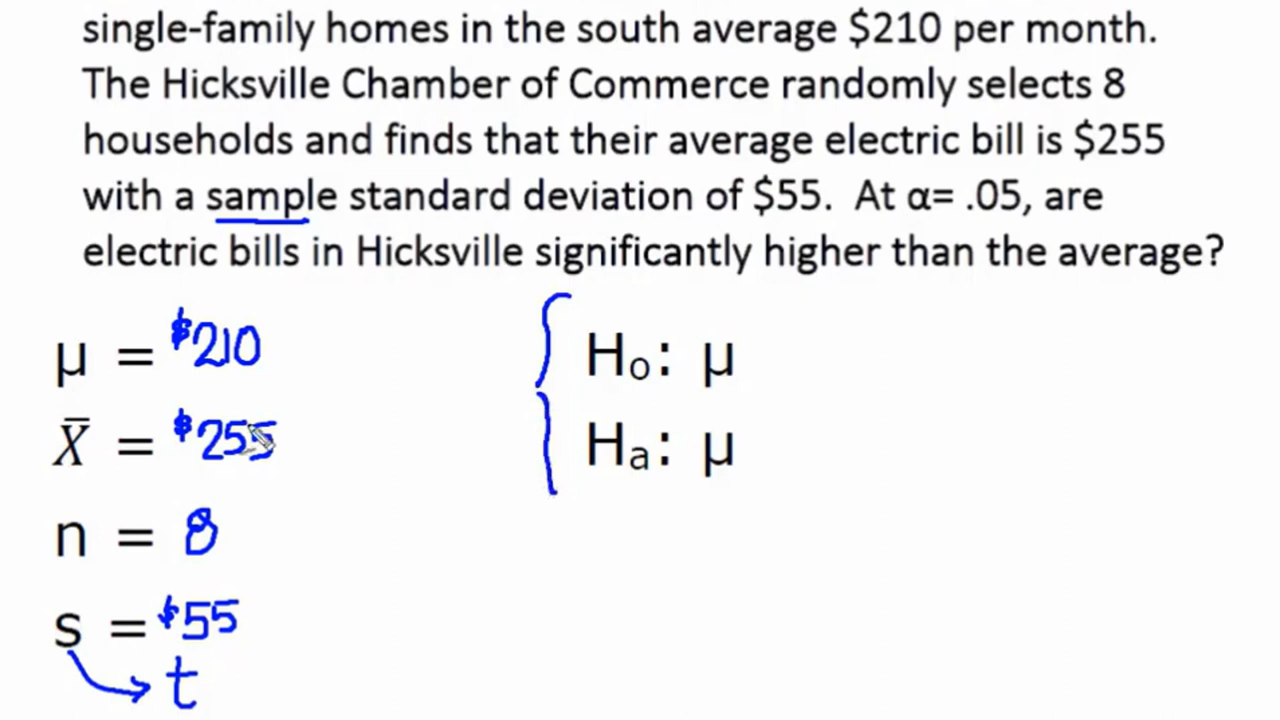 single-family homes in the south average $210 per month.
The Hicksville Chamber of Commerce randomly selects 8
households and finds that their average electric bill is $255
with a sample standard deviation of $55.  At α= .05, are
electric bills in Hicksville significantly higher than the average?
μ = $210
X̄ = $255
n = 8
s = $55
t
H₀: μ
Hₐ: μ